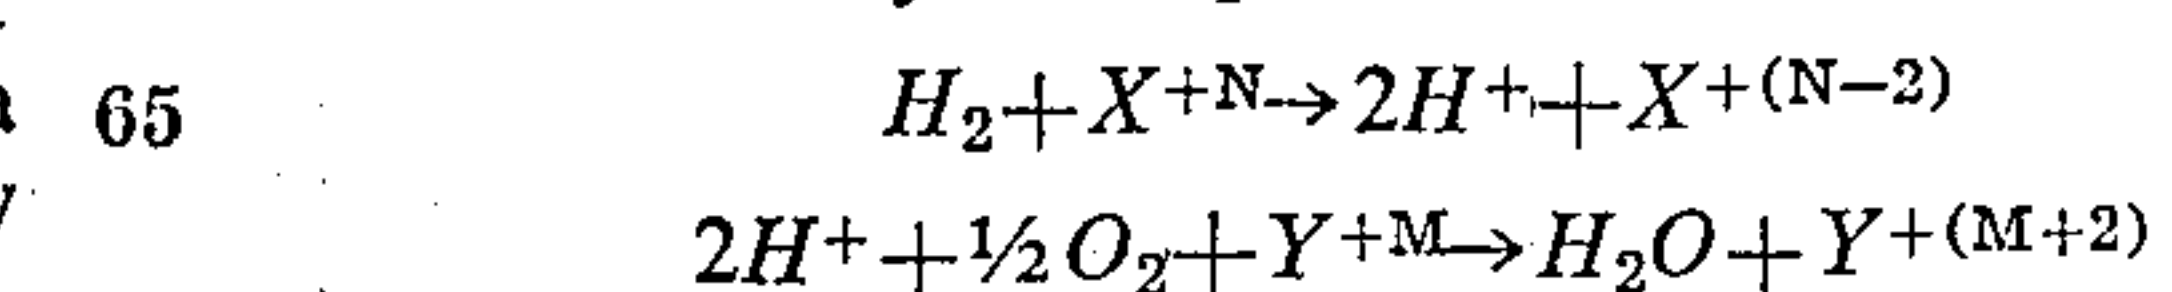 65 H₂+X⁺ᴺ→2H⁺+X⁺⁽ᴺ⁻²⁾
2H⁺+½O₂+Y⁺ᴹ→H₂O+Y⁺⁽ᴹ⁺²⁾